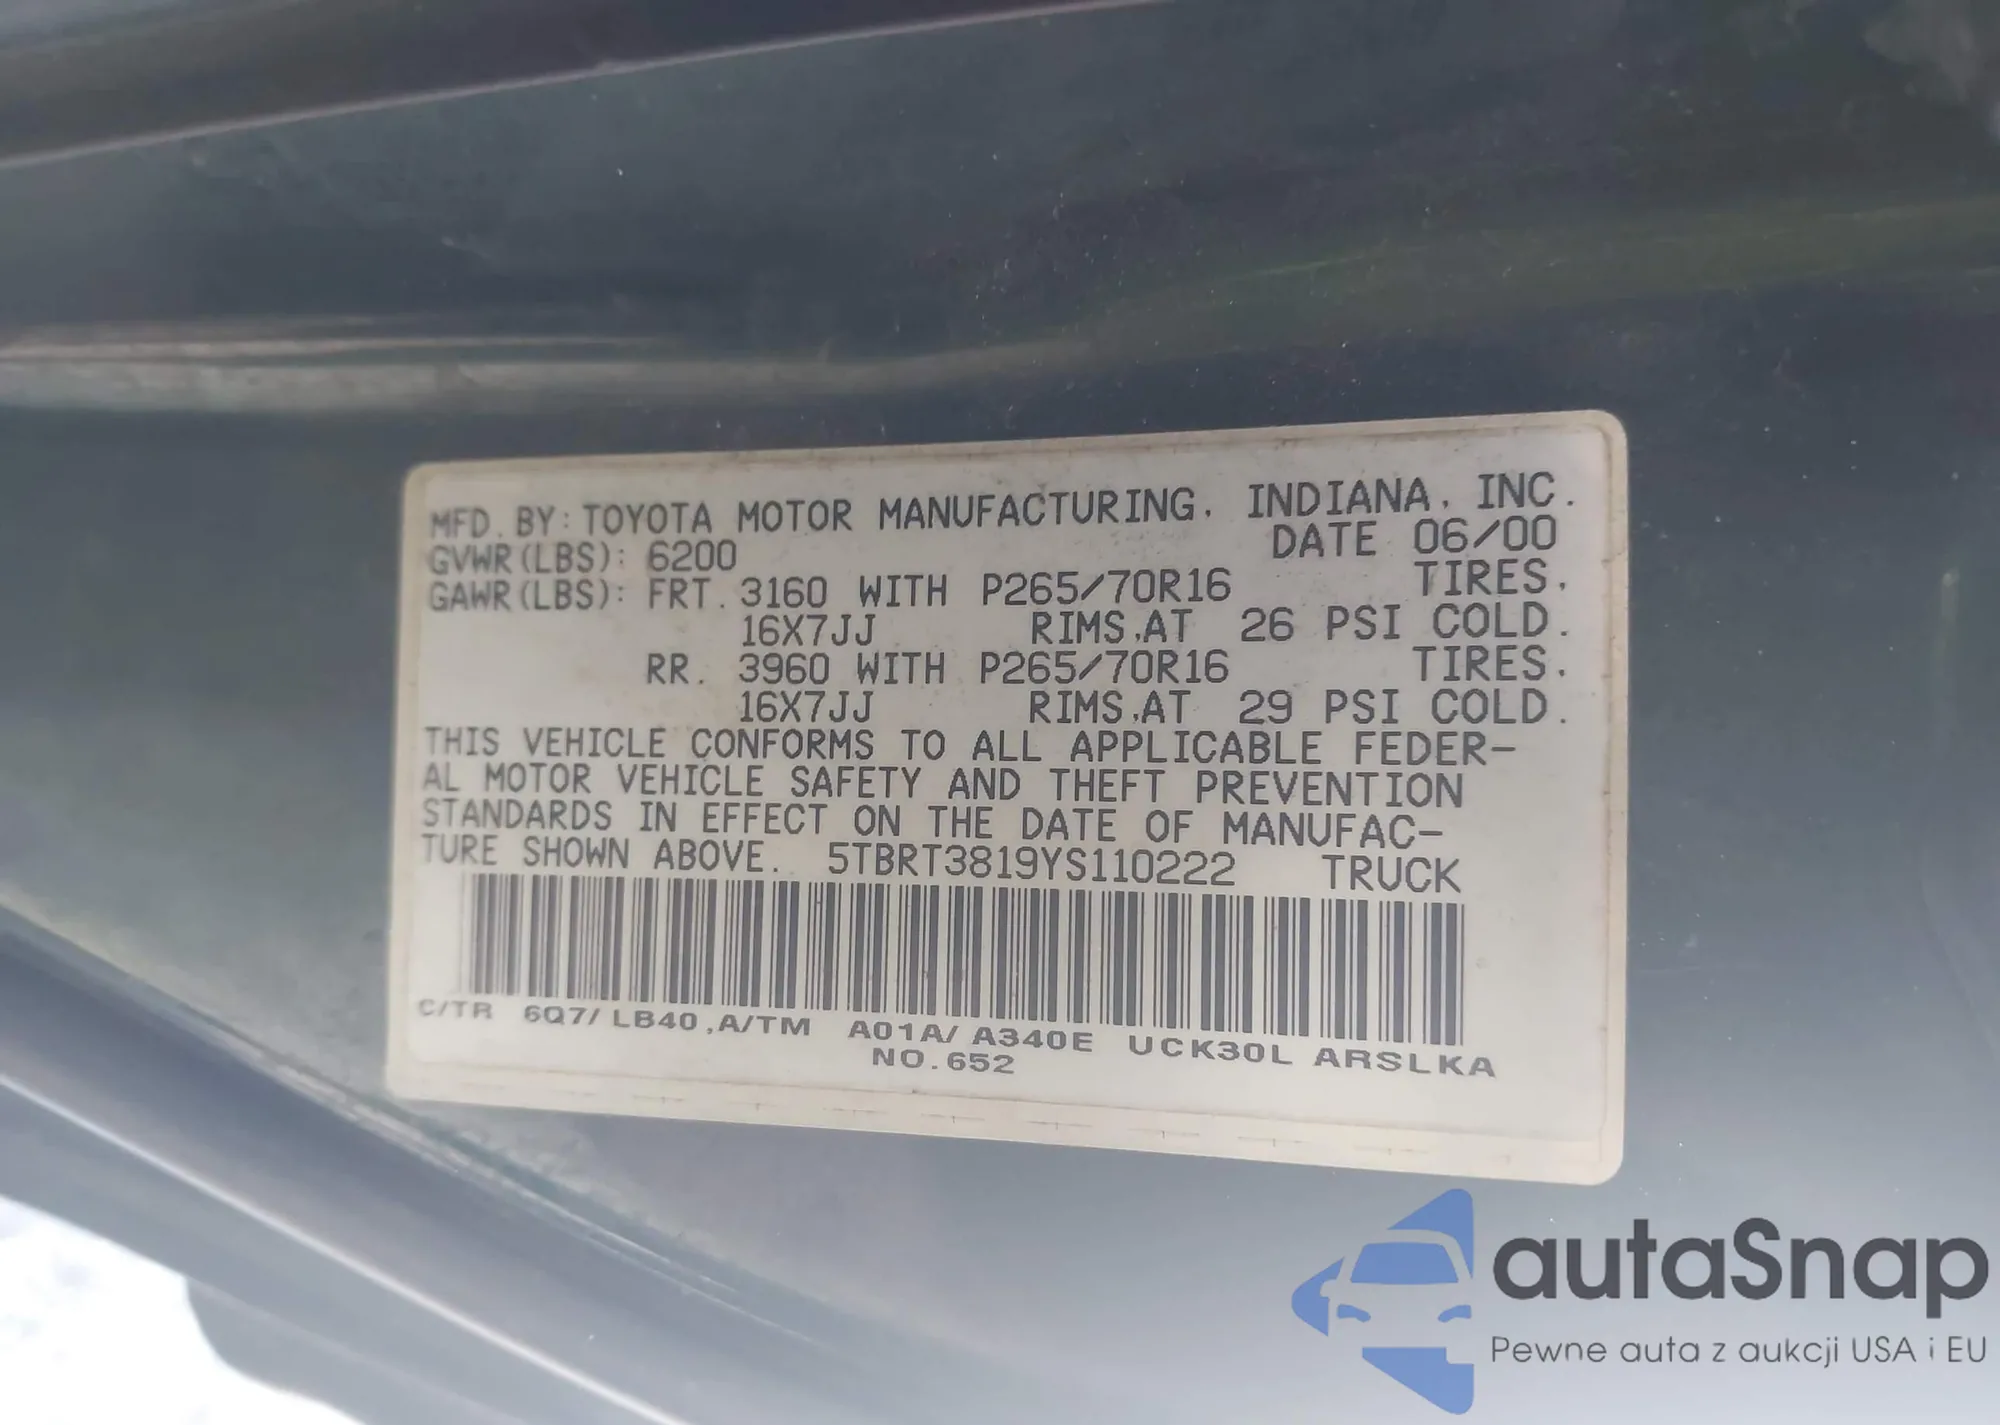 MFD. BY: TOYOTA MOTOR MANUFACTURING, INDIANA, INC.
GVWR(LBS): 6200 DATE 06/00
GAWR(LBS): FRT. 3160 WITH P265/70R16 TIRES,
16X7JJ RIMS,AT 26 PSI COLD.
RR. 3960 WITH P265/70R16 TIRES,
16X7JJ RIMS,AT 29 PSI COLD.
THIS VEHICLE CONFORMS TO ALL APPLICABLE FEDER-
AL MOTOR VEHICLE SAFETY AND THEFT PREVENTION
STANDARDS IN EFFECT ON THE DATE OF MANUFAC-
TURE SHOWN ABOVE. 5TBRT3819YS110222 TRUCK
C/TR 6Q7/ LB40,A/TM A01A/ A340E UCK30L ARSLKA
NO.652
autaSnap
Pewne auta z aukcji USA i EU